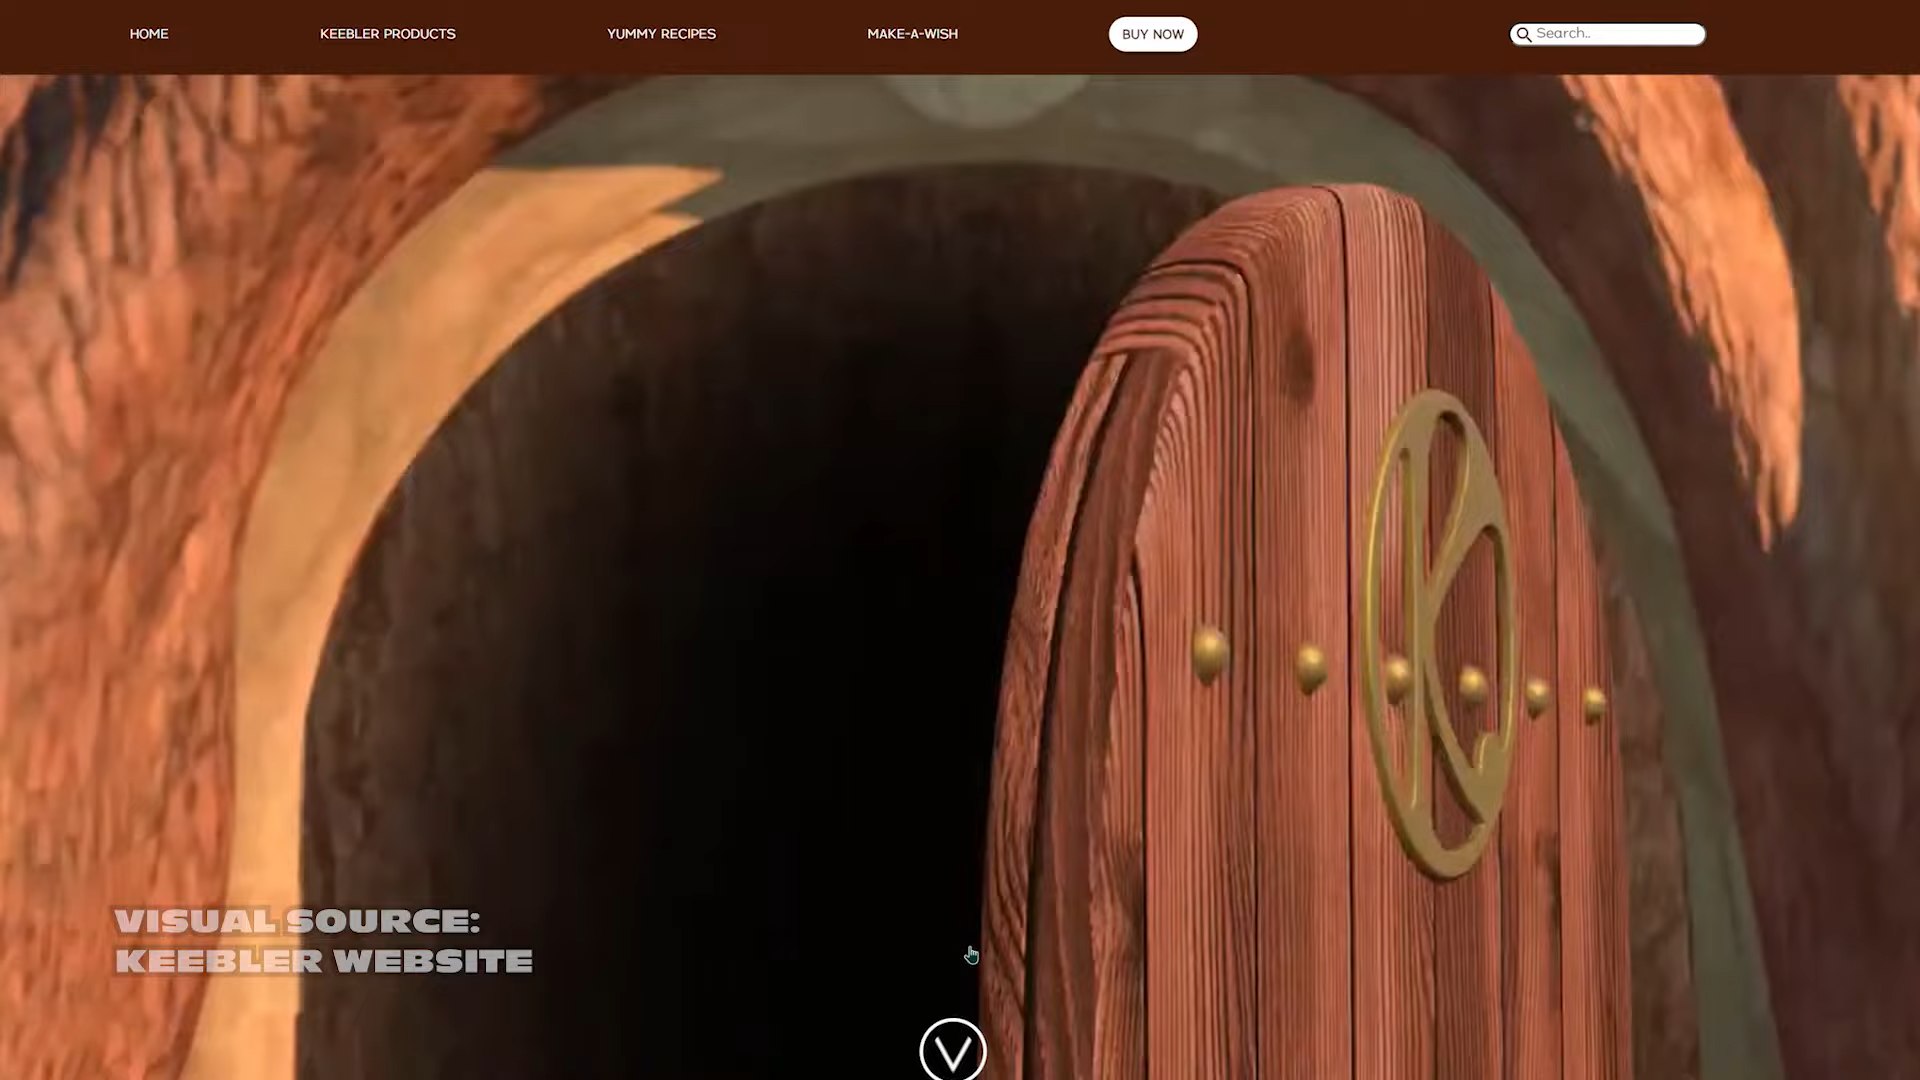 HOME
KEEBLER PRODUCTS
YUMMY RECIPES
MAKE-A-WISH
BUY NOW
Search..
K
VISUAL SOURCE:
KEEBLER WEBSITE